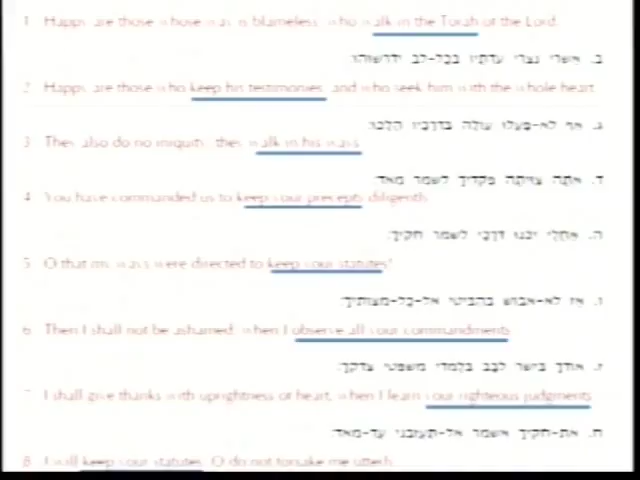 1 Happy are those whose way is blameless, who walk in the Torah of the Lord.
ב. אשרי נצרי עדתיו בכל-לב ידרשוהו.
2 Happy are those who keep his testimonies, and who seek him with the whole heart.
ג. אף לא-פעלו עולה בדרכיו הלכו.
3 They also do no iniquity; they walk in his ways.
ד. אתה צויתה פקדיך לשמר מאד.
4 You have commanded us to keep your precepts diligently.
ה. אחלי יכנו דרכי לשמר חקיך.
5 O that my ways were directed to keep your statutes!
ו. אז לא-אבוש בהביטי אל-כל-מצותיך.
6 Then I shall not be ashamed, when I observe all your commandments.
ז. אודך בישר לבב בלמדי משפטי צדקך.
7 I shall give thanks with uprightness of heart, when I learn your righteous judgments.
ח. את-חקיך אשמר אל-תעזבני עד-מאד.
8 I will keep your statutes; O do not forsake me utterly.